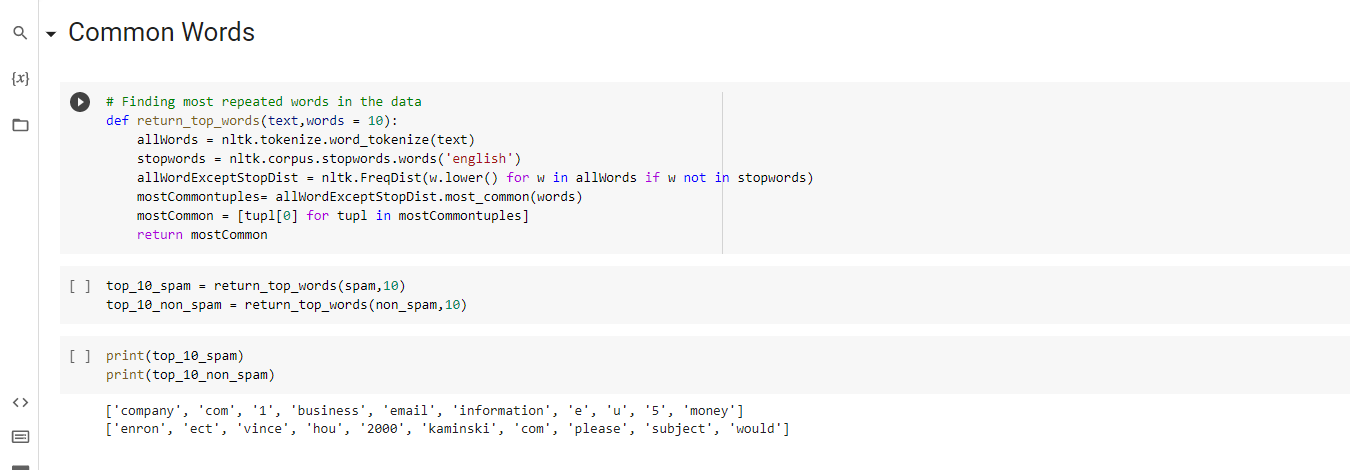 Common Words
{x}
# Finding most repeated words in the data
def return_top_words(text,words = 10):
    allWords = nltk.tokenize.word_tokenize(text)
    stopwords = nltk.corpus.stopwords.words('english')
    allWordExceptStopDist = nltk.FreqDist(w.lower() for w in allWords if w not in stopwords)
    mostCommontuples= allWordExceptStopDist.most_common(words)
    mostCommon = [tupl[0] for tupl in mostCommontuples]
    return mostCommon
[ ] top_10_spam = return_top_words(spam,10)
top_10_non_spam = return_top_words(non_spam,10)
[ ] print(top_10_spam)
print(top_10_non_spam)
['company', 'com', '1', 'business', 'email', 'information', 'e', 'u', '5', 'money']
['enron', 'ect', 'vince', 'hou', '2000', 'kaminski', 'com', 'please', 'subject', 'would']